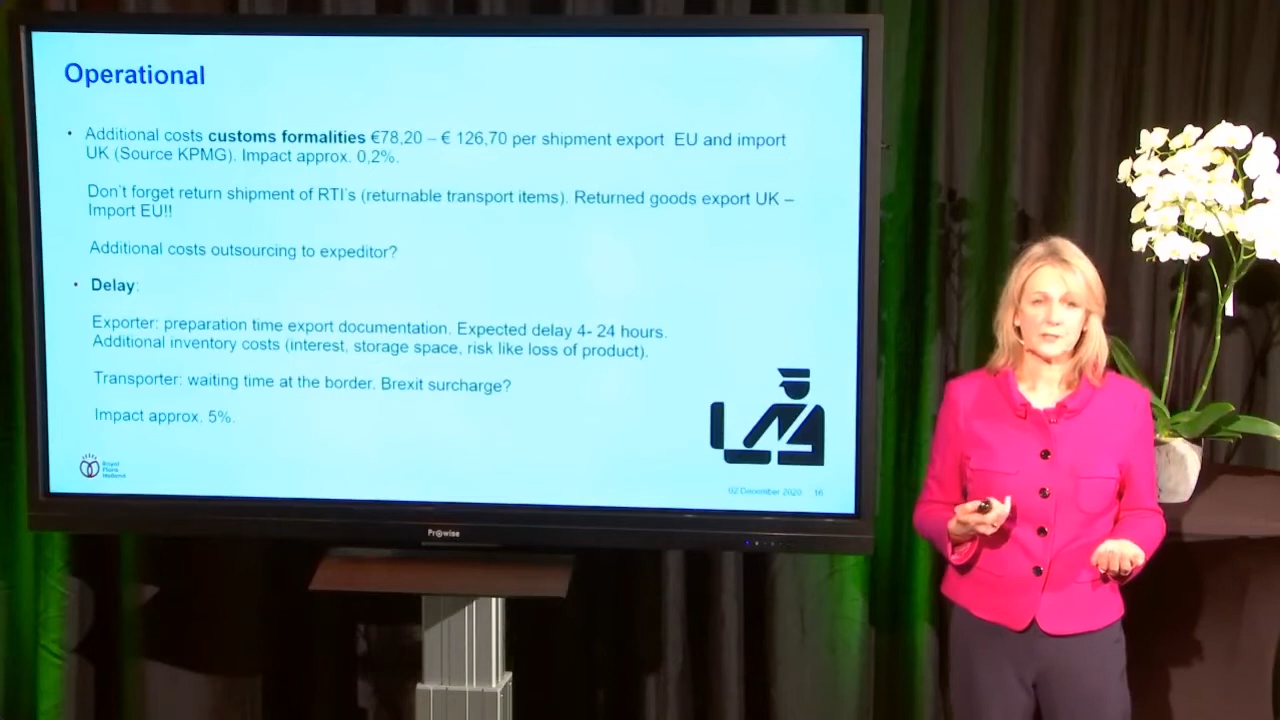 Operational
• Additional costs customs formalities €78,20 – € 126,70 per shipment export EU and import
UK (Source KPMG). Impact approx. 0,2%.
Don't forget return shipment of RTI's (returnable transport items). Returned goods export UK –
Import EU!!
Additional costs outsourcing to expeditor?
• Delay:
Exporter: preparation time export documentation. Expected delay 4- 24 hours.
Additional inventory costs (interest, storage space, risk like loss of product).
Transporter: waiting time at the border. Brexit surcharge?
Impact approx. 5%.
Royal
Flora
Holland
02 December 2020 16
Prowise